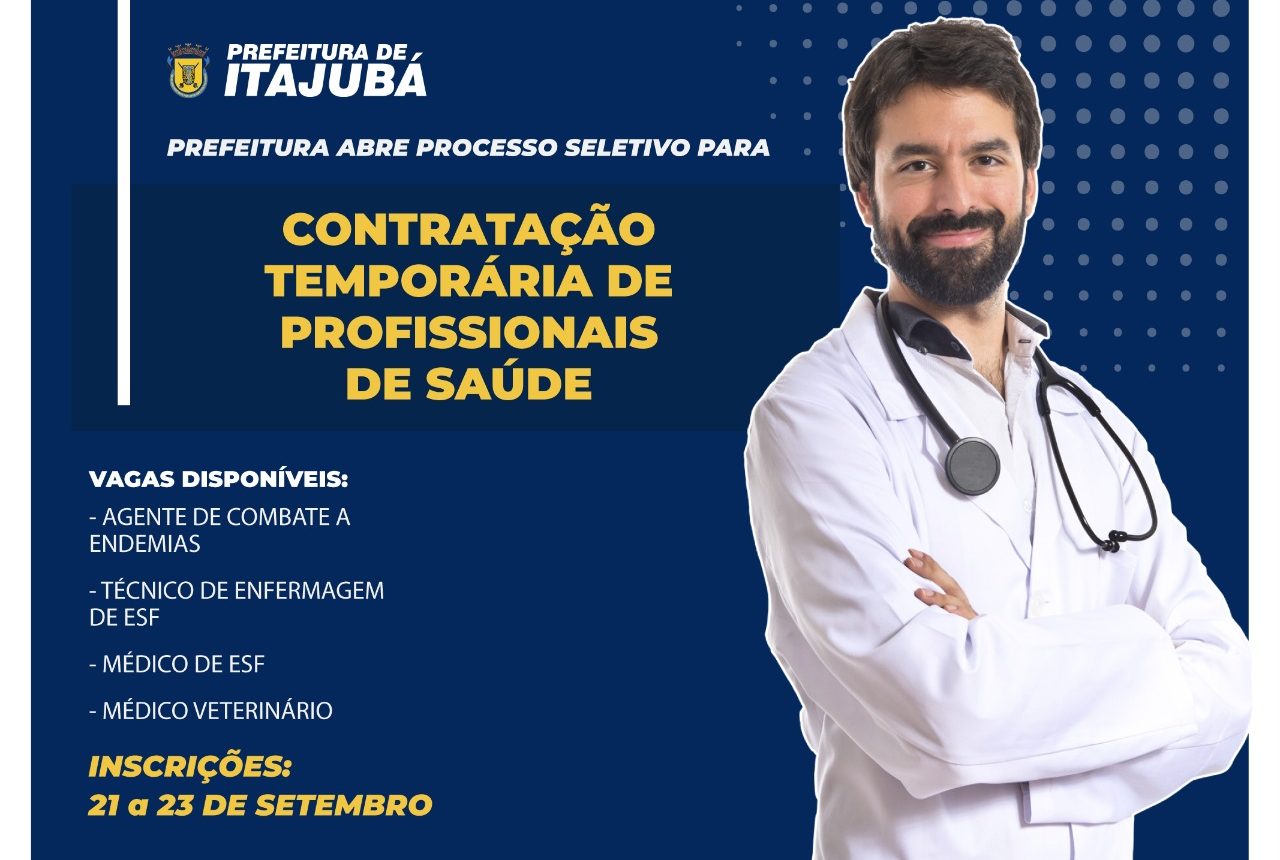 PREFEITURA DE
ITAJUBÁ
PREFEITURA ABRE PROCESSO SELETIVO PARA
CONTRATAÇÃO
TEMPORÁRIA DE
PROFISSIONAIS
DE SAÚDE
VAGAS DISPONÍVEIS:
- AGENTE DE COMBATE A
ENDEMIAS
- TÉCNICO DE ENFERMAGEM
DE ESF
- MÉDICO DE ESF
- MÉDICO VETERINÁRIO
INSCRIÇÕES:
21 a 23 DE SETEMBRO